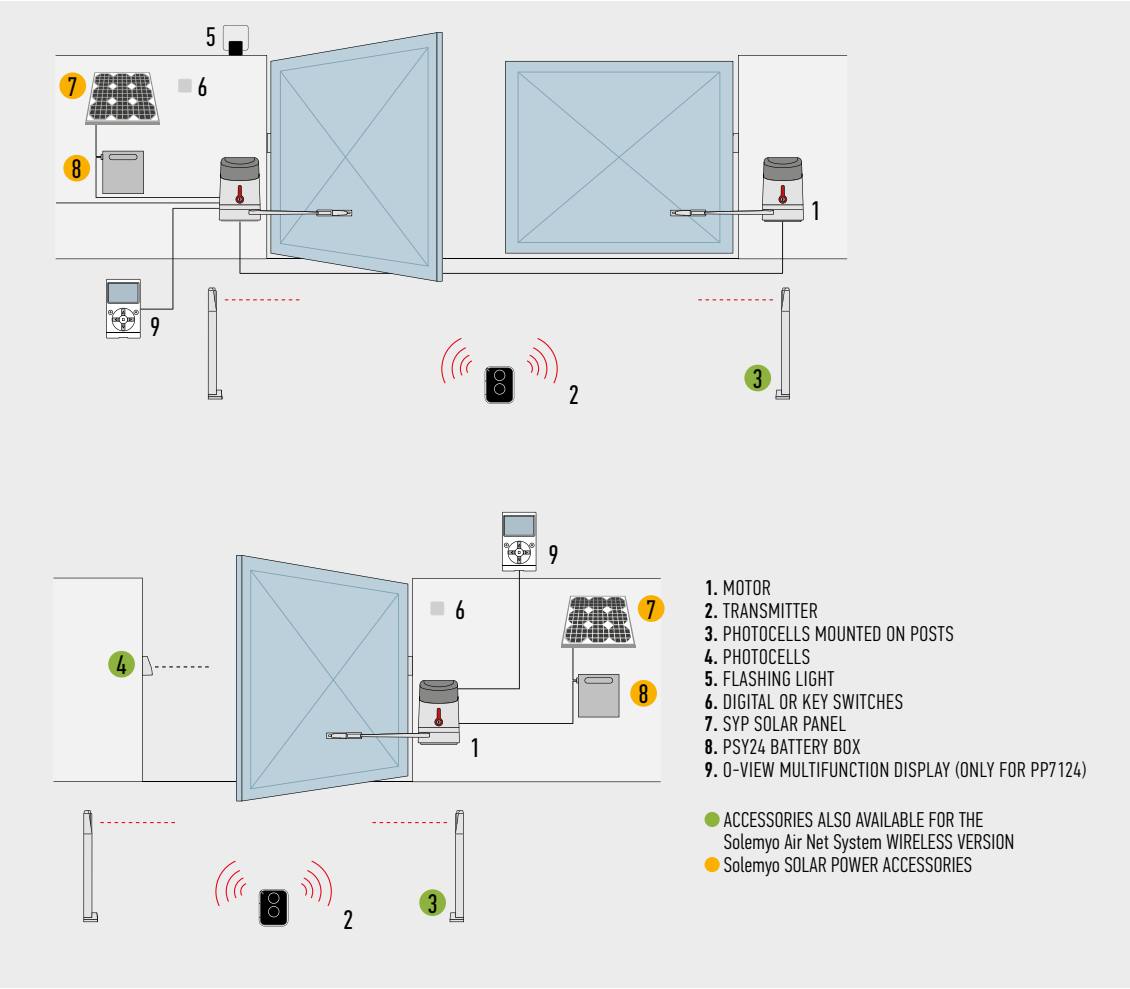 5
7
6
8
1
9
3
2
9
6
7
4
8
1
3
2
1. MOTOR
2. TRANSMITTER
3. PHOTOCELLS MOUNTED ON POSTS
4. PHOTOCELLS
5. FLASHING LIGHT
6. DIGITAL OR KEY SWITCHES
7. SYP SOLAR PANEL
8. PSY24 BATTERY BOX
9. O-VIEW MULTIFUNCTION DISPLAY (ONLY FOR PP7124)
ACCESSORIES ALSO AVAILABLE FOR THE
Solemyo Air Net System WIRELESS VERSION
Solemyo SOLAR POWER ACCESSORIES